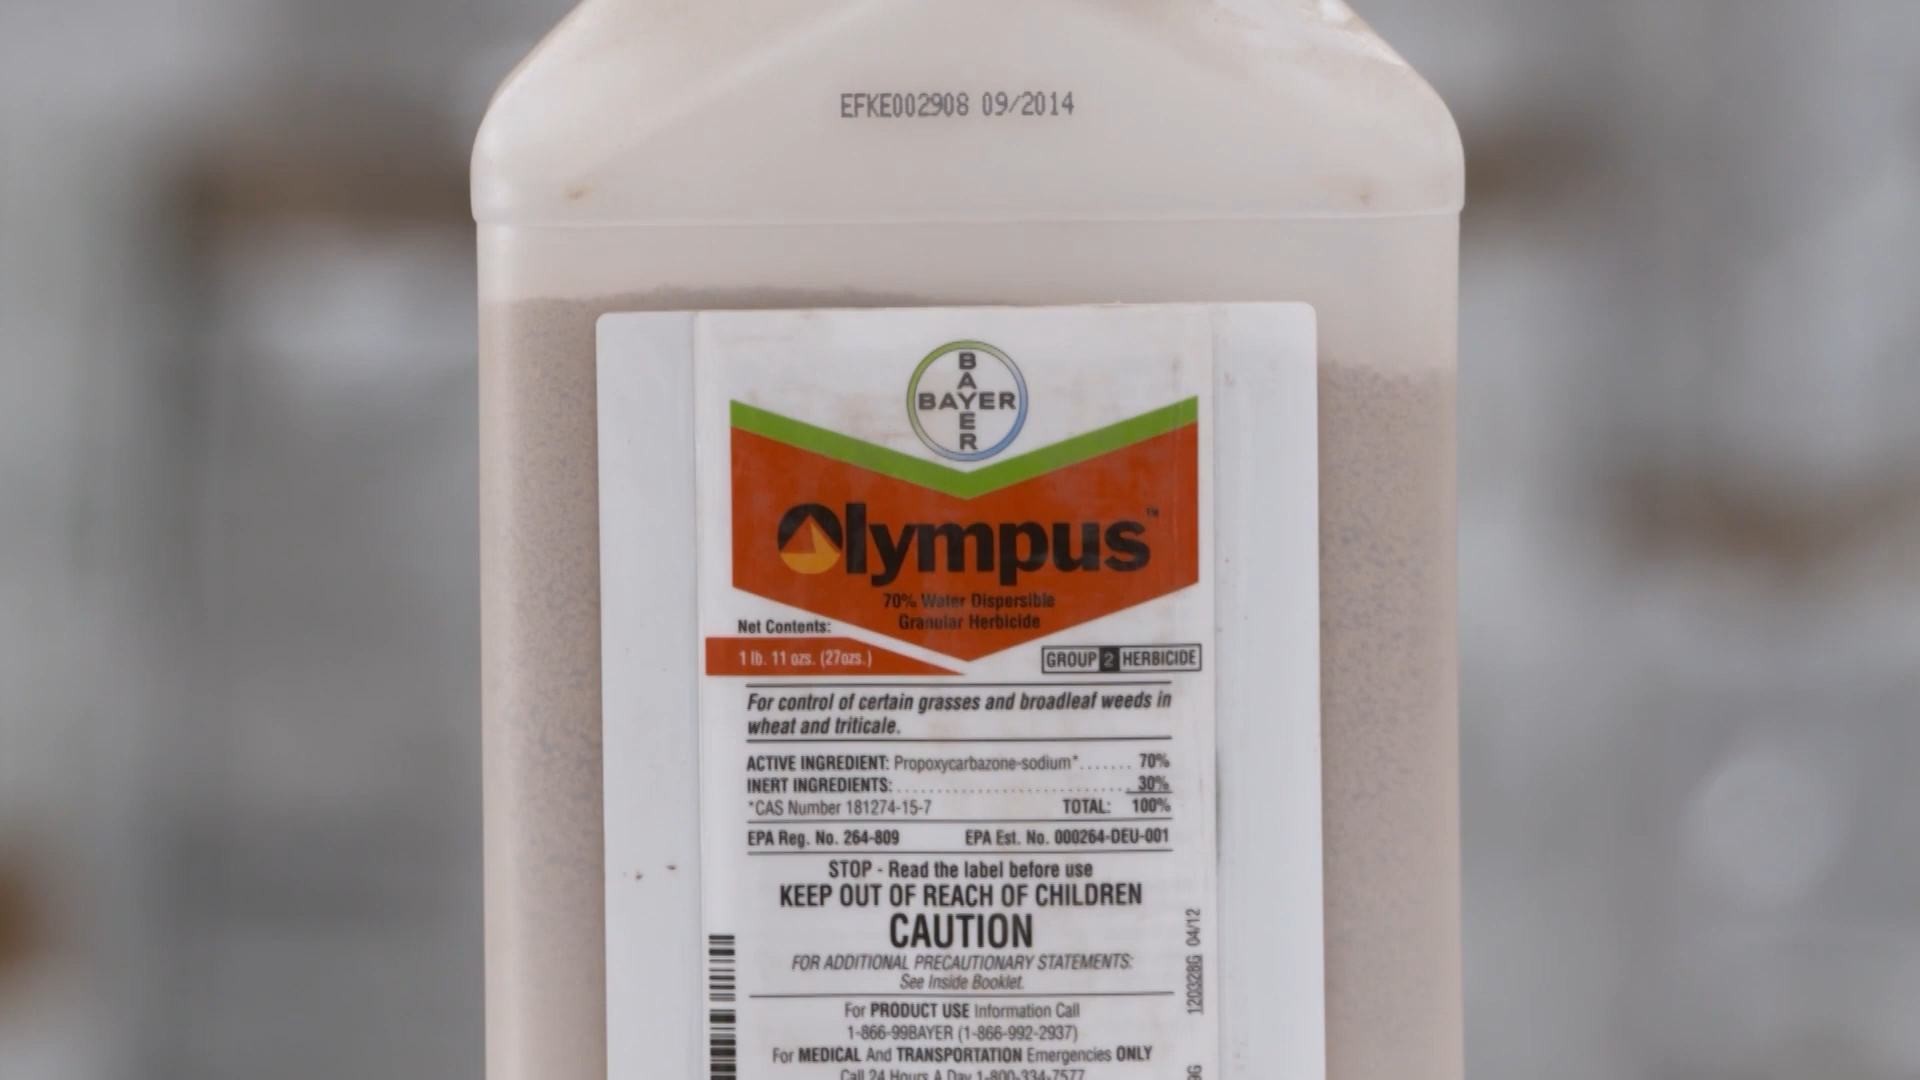 EFKE002908 09/2014
BAYER
BAYER
Olympus™
70% Water Dispersible
Granular Herbicide
Net Contents:
1 lb. 11 ozs. (27ozs.)
GROUP 2 HERBICIDE
For control of certain grasses and broadleaf weeds in
wheat and triticale.
ACTIVE INGREDIENT: Propoxycarbazone-sodium*....... 70%
INERT INGREDIENTS:.............................. 30%
*CAS Number 181274-15-7 TOTAL: 100%
EPA Reg. No. 264-809 EPA Est. No. 000264-DEU-001
STOP - Read the label before use
KEEP OUT OF REACH OF CHILDREN
CAUTION
FOR ADDITIONAL PRECAUTIONARY STATEMENTS:
See Inside Booklet.
For PRODUCT USE Information Call
1-866-99BAYER (1-866-992-2937)
For MEDICAL And TRANSPORTATION Emergencies ONLY
Call 24 Hours A Day 1-800-334-7577
120328G 04/12